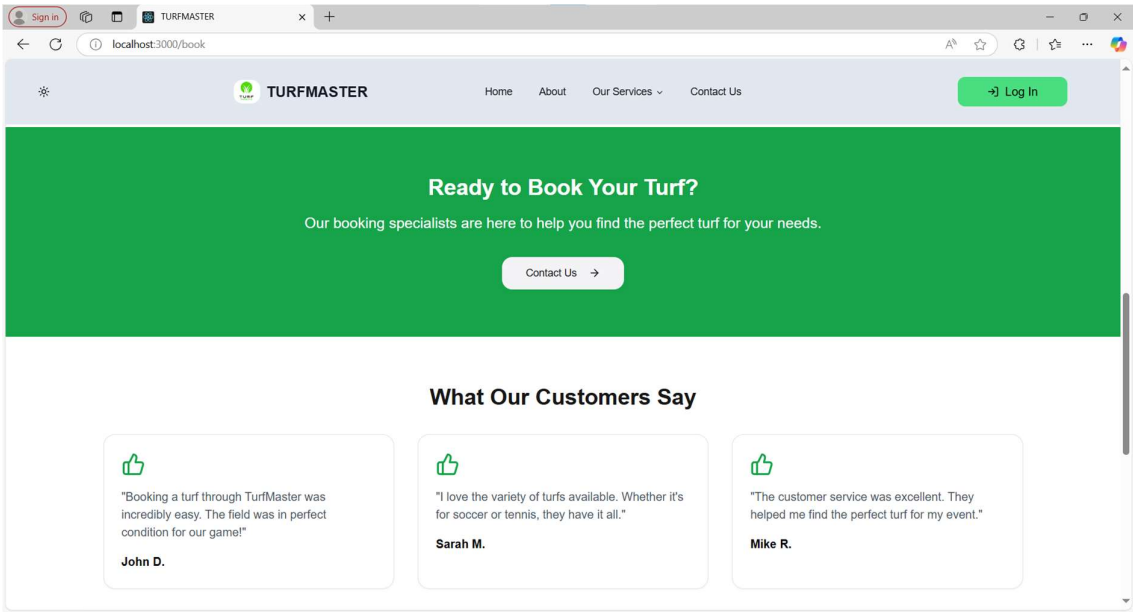 Sign in
TURFMASTER
localhost:3000/book
TURF
TURFMASTER
Home
About
Our Services
Contact Us
Log In
Ready to Book Your Turf?
Our booking specialists are here to help you find the perfect turf for your needs.
Contact Us
What Our Customers Say
"Booking a turf through TurfMaster was
incredibly easy. The field was in perfect
condition for our game!"
John D.
"I love the variety of turfs available. Whether it's
for soccer or tennis, they have it all."
Sarah M.
"The customer service was excellent. They
helped me find the perfect turf for my event."
Mike R.